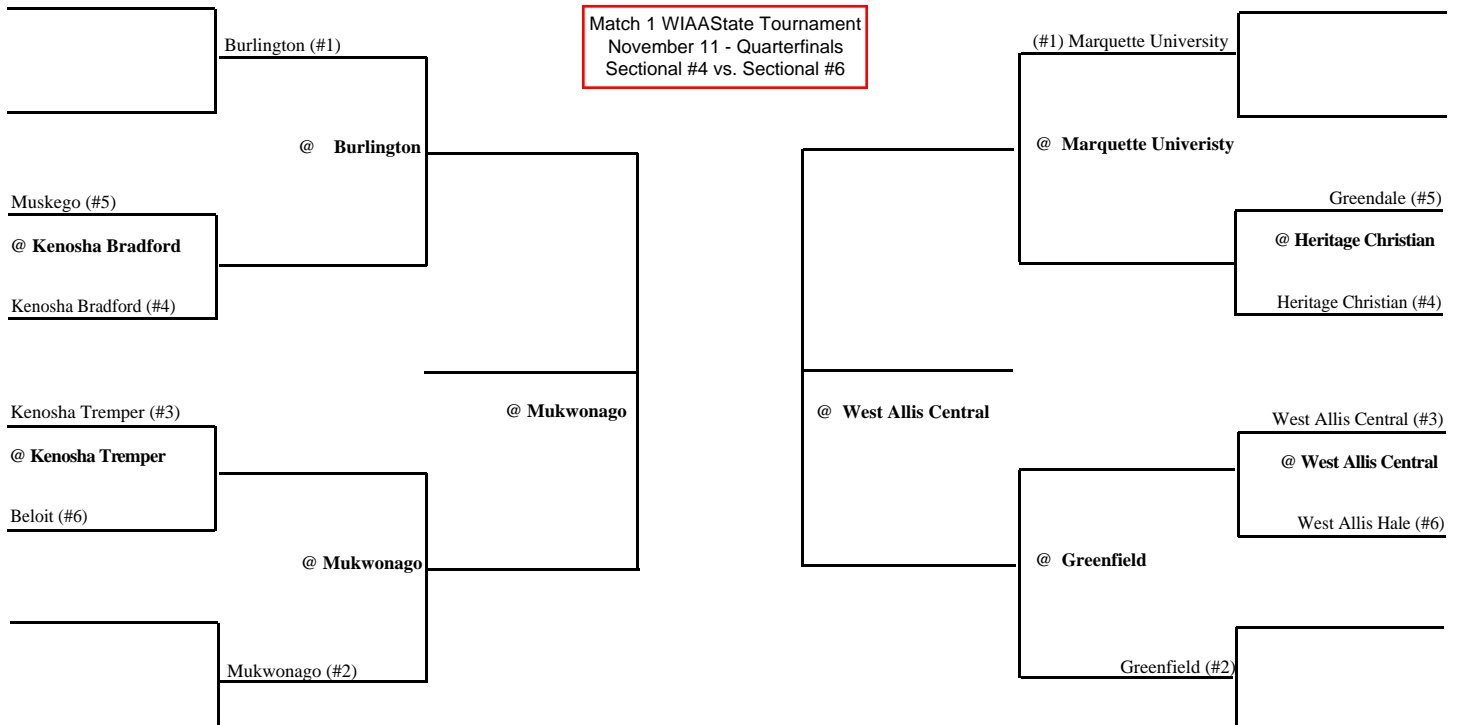 Match 1 WIAAState Tournament
November 11 - Quarterfinals
Sectional #4 vs. Sectional #6
Burlington (#1)
@ Burlington
Muskego (#5)
@ Kenosha Bradford
Kenosha Bradford (#4)
Kenosha Tremper (#3)
@ Mukwonago
@ Kenosha Tremper
Beloit (#6)
@ Mukwonago
Mukwonago (#2)
(#1) Marquette University
@ Marquette Univeristy
Greendale (#5)
@ Heritage Christian
Heritage Christian (#4)
@ West Allis Central
West Allis Central (#3)
@ West Allis Central
West Allis Hale (#6)
@ Greenfield
Greenfield (#2)